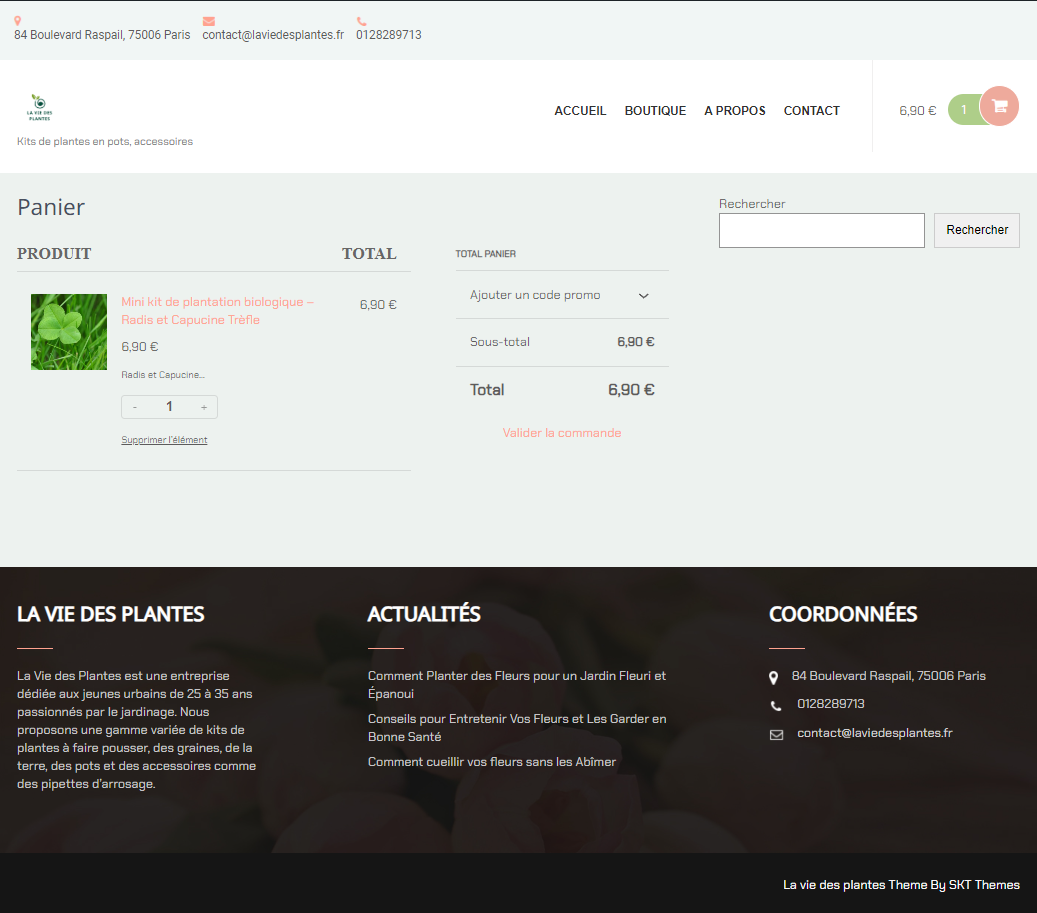 84 Boulevard Raspail, 75006 Paris
contact@laviedesplantes.fr
0128289713
LA VIE DES
PLANTES
Kits de plantes en pots, accessoires
ACCUEIL BOUTIQUE A PROPOS CONTACT
6,90 € 1
Panier
PRODUIT TOTAL
Mini kit de plantation biologique –
Radis et Capucine Trèfle
6,90 €
6,90 €
Radis et Capucine...
- 1 +
Supprimer l'élément
TOTAL PANIER
Ajouter un code promo
Sous-total 6,90 €
Total 6,90 €
Valider la commande
Rechercher
Rechercher
LA VIE DES PLANTES
La Vie des Plantes est une entreprise
dédiée aux jeunes urbains de 25 à 35 ans
passionnés par le jardinage. Nous
proposons une gamme variée de kits de
plantes à faire pousser, des graines, de la
terre, des pots et des accessoires comme
des pipettes d'arrosage.
ACTUALITÉS
Comment Planter des Fleurs pour un Jardin Fleuri et
Épanoui
Conseils pour Entretenir Vos Fleurs et Les Garder en
Bonne Santé
Comment cueillir vos fleurs sans les Abîmer
COORDONNÉES
84 Boulevard Raspail, 75006 Paris
0128289713
contact@laviedesplantes.fr
La vie des plantes Theme By SKT Themes